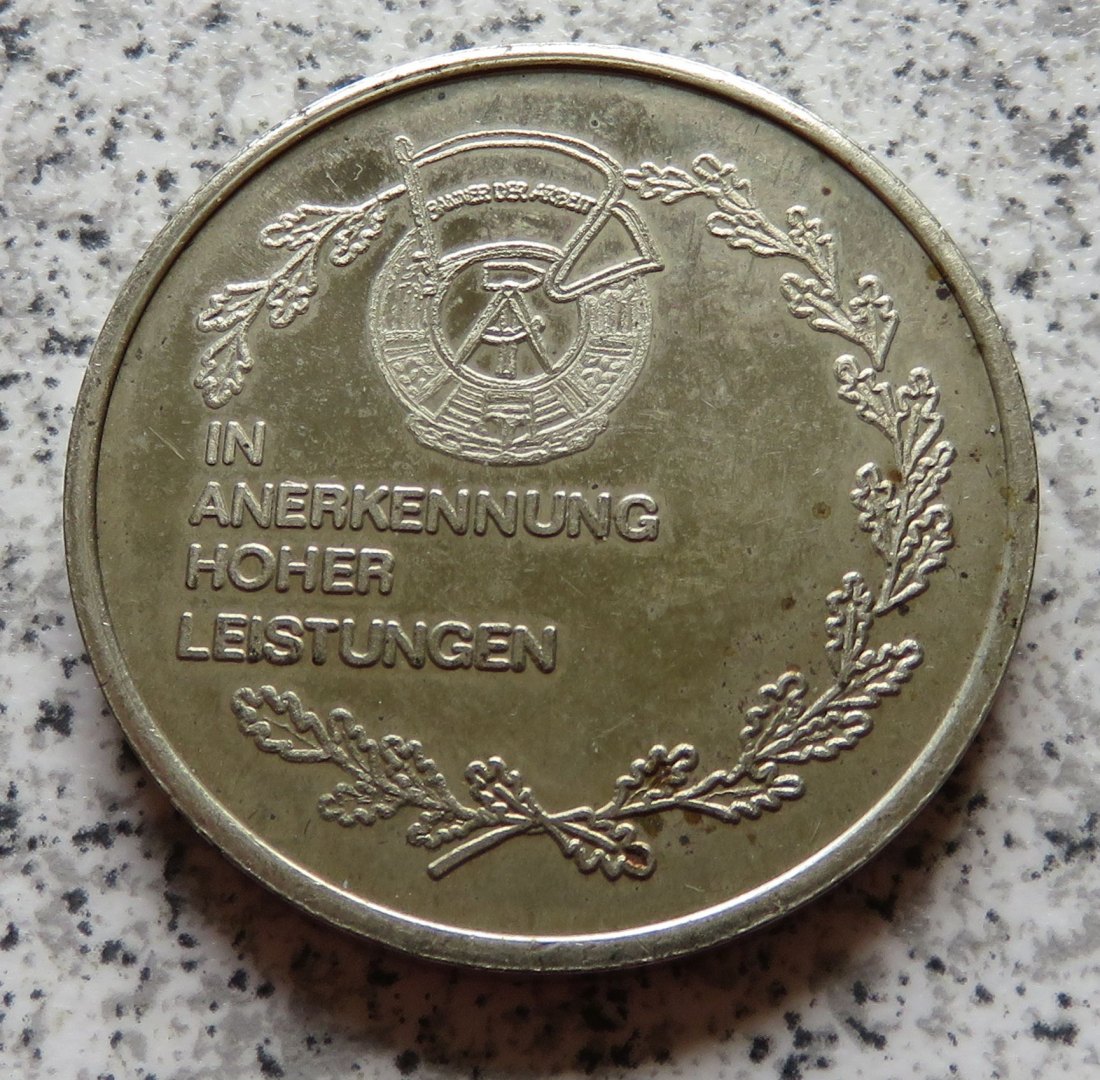 BANNER DER ARBEIT
IN
ANERKENNUNG
HOHER
LEISTUNGEN